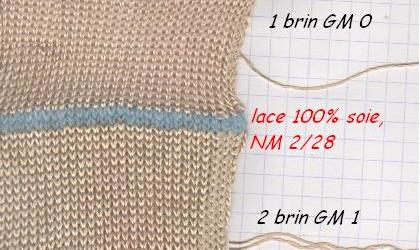 1 brin GM 0
lace 100% soie,
NM 2/28
2 brin GM 1